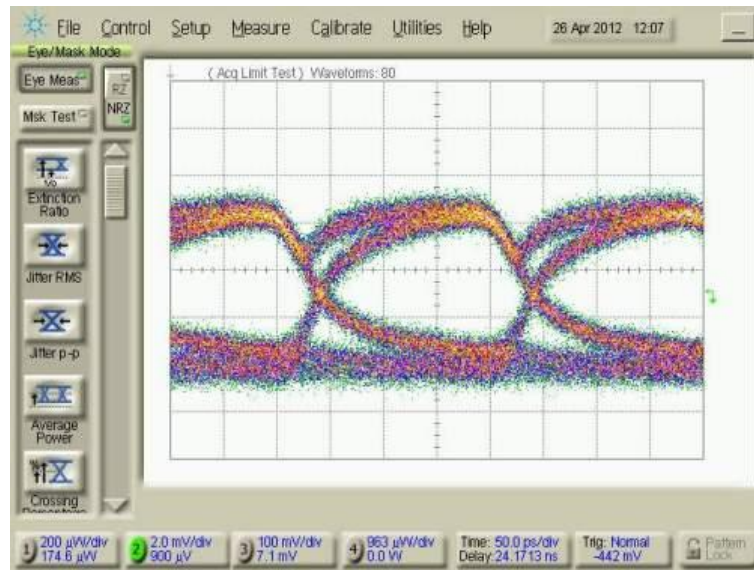 File Control Setup Measure Calibrate Utilities Help 26 Apr 2012 12:07
Eye/Mask Mode
Eye Meas
RZ
NRZ
Msk Test
( Acq Limit Test ) Waveforms: 80
Extinction
Ratio
Jitter RMS
Jitter p-p
Average
Power
Crossing
1) 200 µW/div
174.6 µW
2) 2.0 mV/div
900 µV
3) 100 mV/div
7.1 mV
4) 963 µW/div
0.0 W
Time: 50.0 ps/div
Delay: 24.1713 ns
Trig: Normal
-442 mV
Pattern
Lock